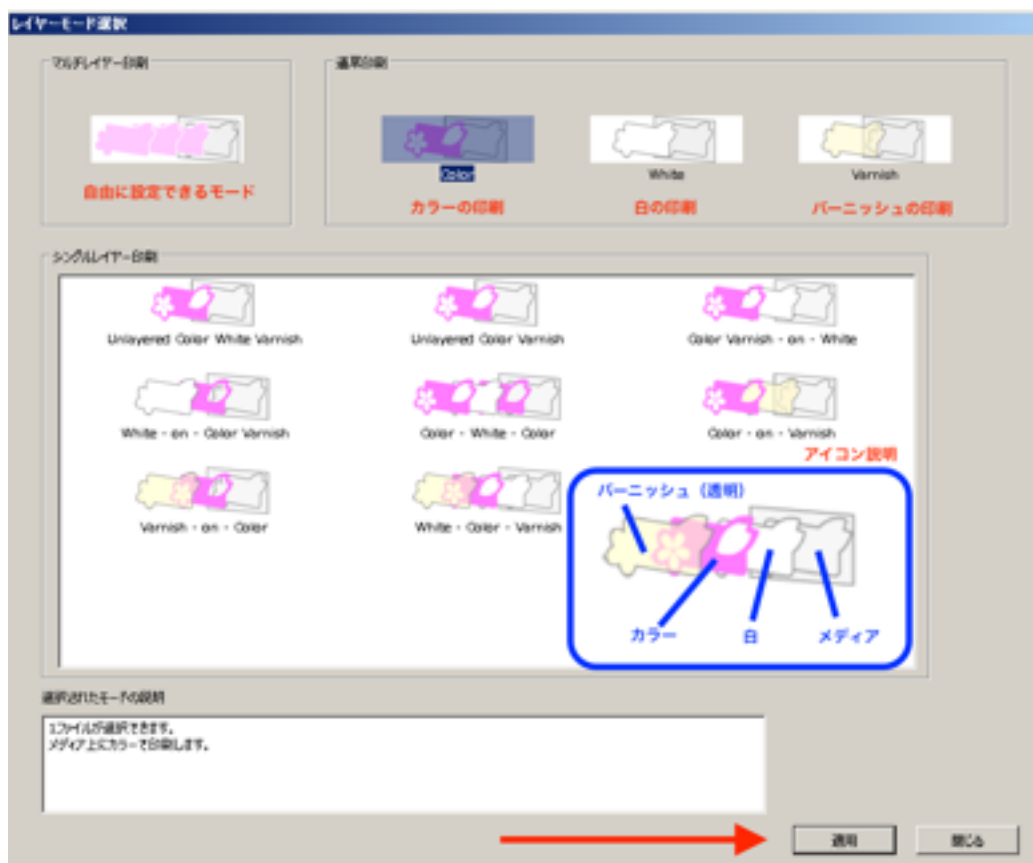 レイヤーモード選択
マルチレイヤー印刷
通常印刷
自由に設定できるモード
Color
White
Varnish
カラーの印刷
白の印刷
バーニッシュの印刷
シングルレイヤー印刷
Unlayered Color White Varnish
Unlayered Color Varnish
Color Varnish - on - White
White - on - Color Varnish
Color - White - Color
Color - on - Varnish
アイコン説明
Varnish - on - Color
White - Color - Varnish
バーニッシュ（透明）
カラー
白
メディア
選択されたモードの説明
1ファイルが選択できます。
メディア上にカラーで印刷します。
適用
閉じる